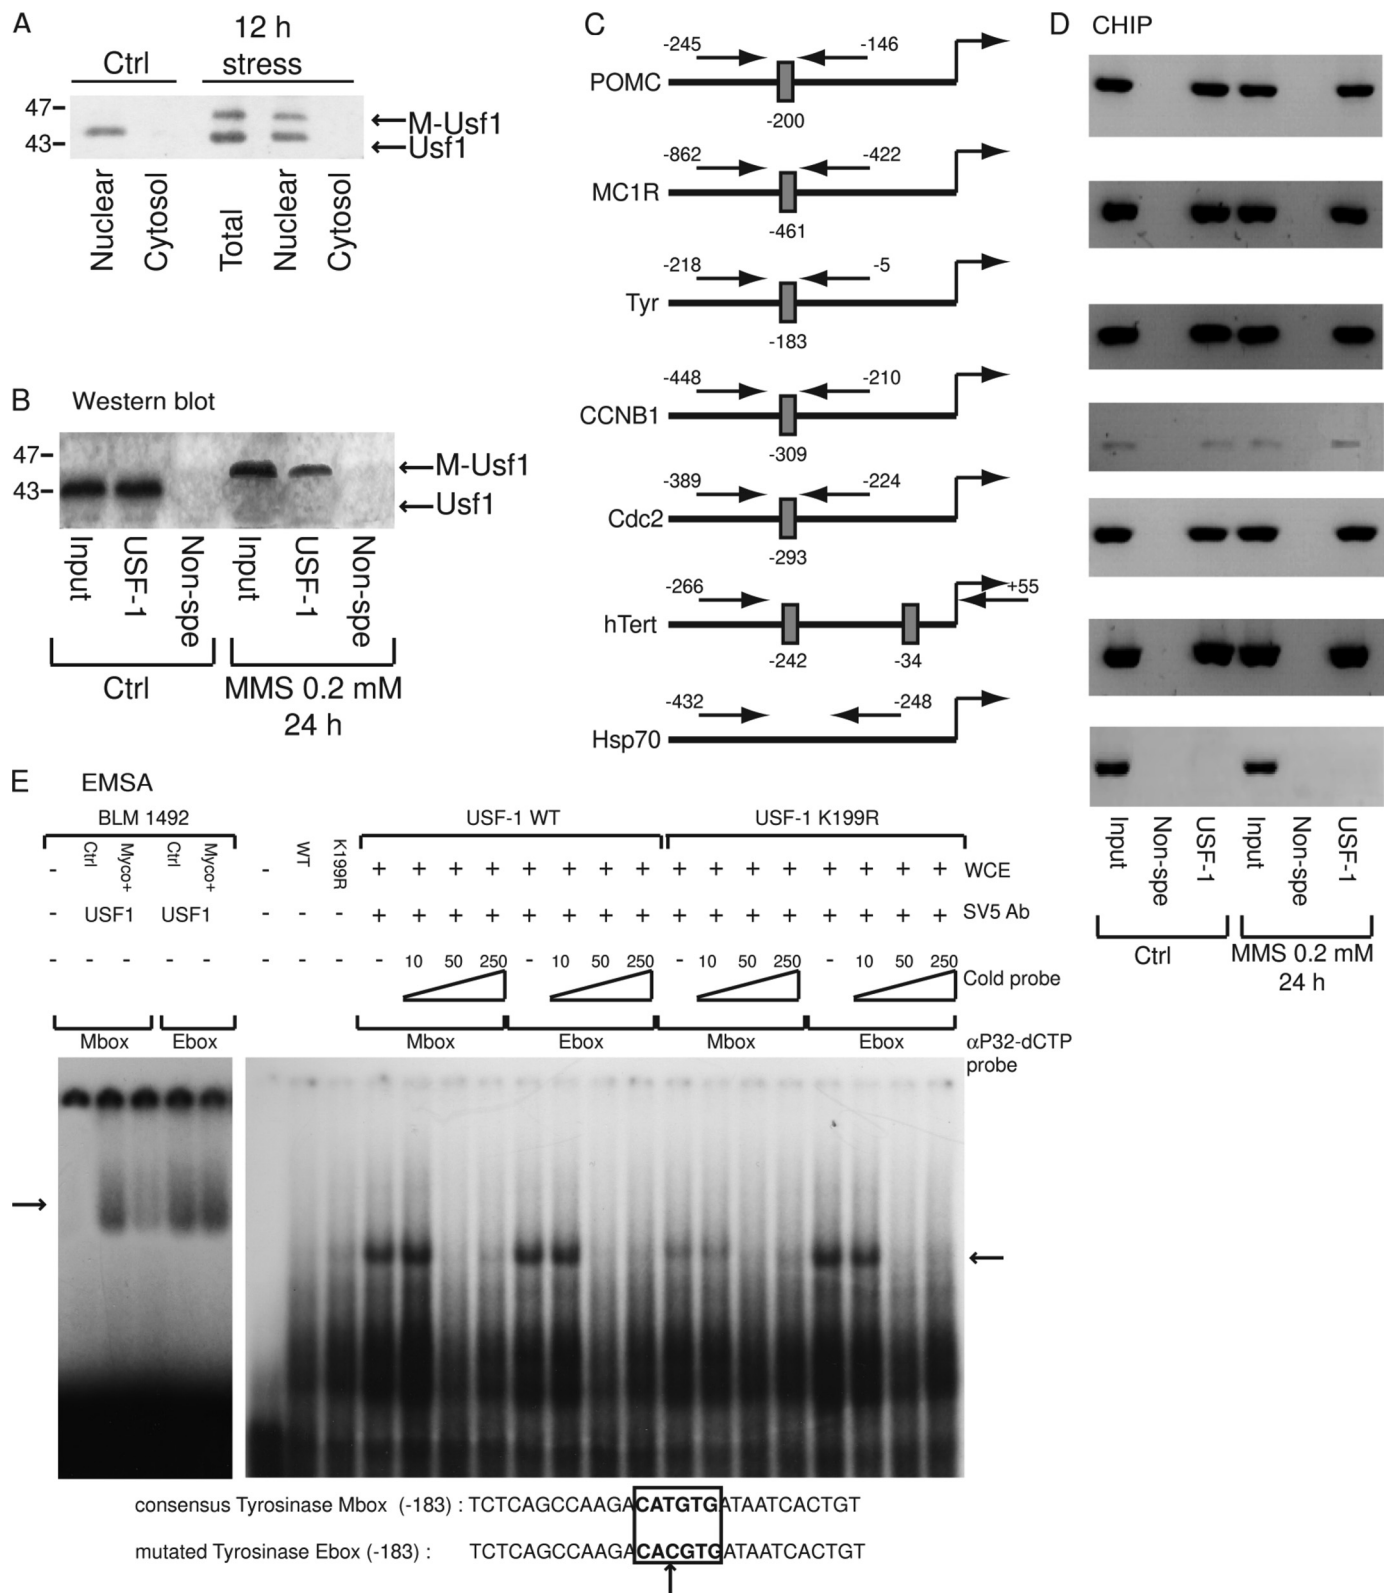 A
12 h
Ctrl
stress
47
43
M-Usf1
Usf1
Nuclear
Cytosol
Total
Nuclear
Cytosol
B
Western blot
47
43
M-Usf1
Usf1
Input
USF-1
Non-spe
Input
USF-1
Non-spe
Ctrl
MMS 0.2 mM
24 h
C
-245
-146
POMC
-200
-862
-422
MC1R
-461
-218
-5
Tyr
-183
-448
-210
CCNB1
-309
-389
-224
Cdc2
-293
-266
+55
hTert
-242
-34
-432
-248
Hsp70
D
CHIP
Input
Non-spe
USF-1
Input
Non-spe
USF-1
Ctrl
MMS 0.2 mM
24 h
E
EMSA
BLM 1492
USF-1 WT
USF-1 K199R
- Ctrl Myco+ Ctrl Myco+ - WT K199R + + + + + + + + + + + + + + + + WCE
- USF1 USF1 - - - + + + + + + + + + + + + + + + + SV5 Ab
- - - - - - - - - 10 50 250 - 10 50 250 - 10 50 250 - 10 50 250
Cold probe
Mbox Ebox Mbox Ebox Mbox Ebox αP32-dCTP
probe
consensus Tyrosinase Mbox (-183) : TCTCAGCCAAGACATGTGATAATCACTGT
mutated Tyrosinase Ebox (-183) : TCTCAGCCAAGACACGTGATAATCACTGT